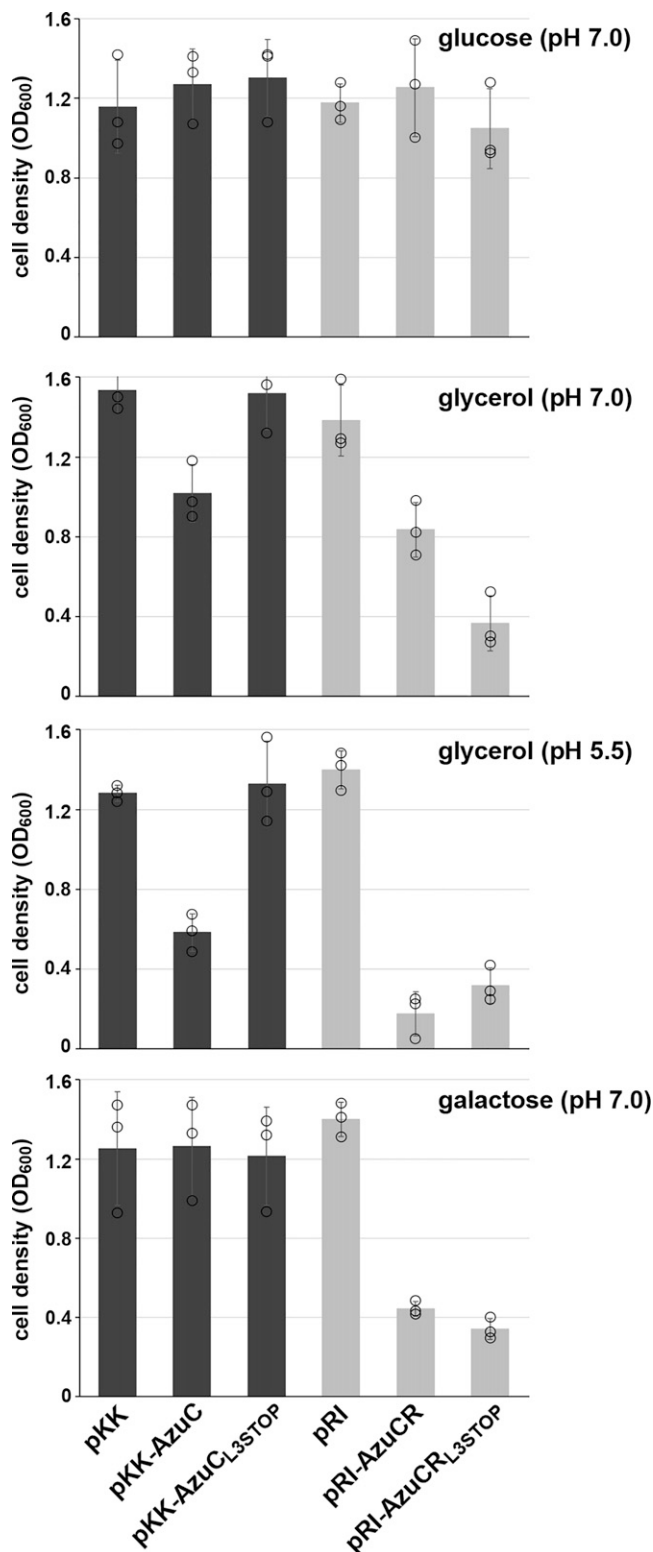 glucose (pH 7.0)
cell density (OD600)
1.6
1.2
0.8
0.4
0
glycerol (pH 7.0)
cell density (OD600)
1.6
1.2
0.8
0.4
0
glycerol (pH 5.5)
cell density (OD600)
1.6
1.2
0.8
0.4
0
galactose (pH 7.0)
cell density (OD600)
1.6
1.2
0.8
0.4
0
pKK
pKK-AzuC
pKK-AzuCL3STOP
pRI
pRI-AzuCR
pRI-AzuCRL3STOP